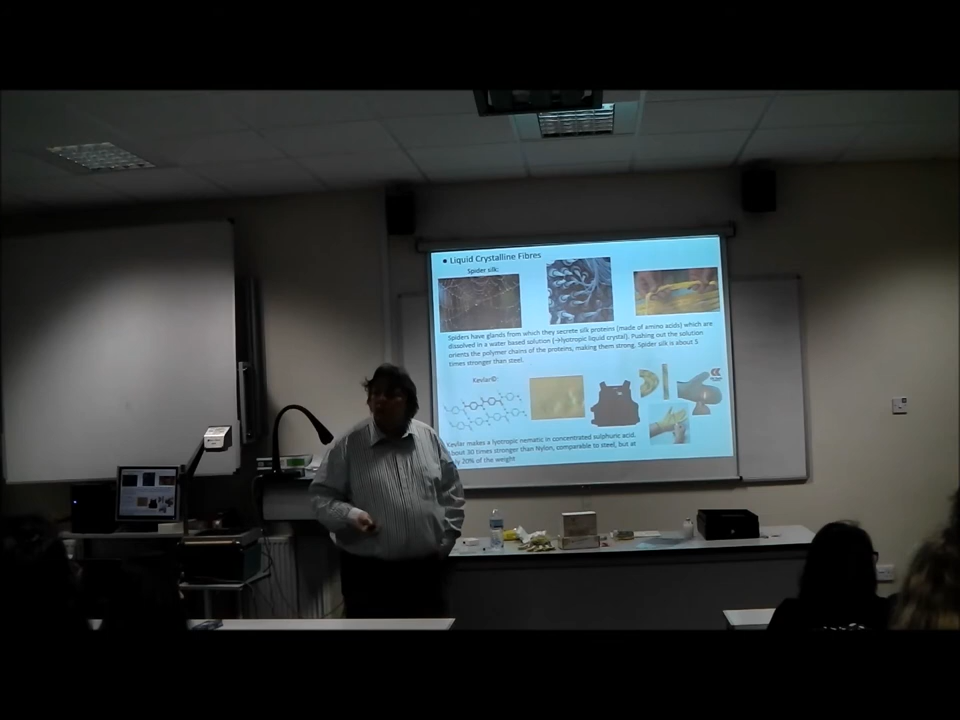 • Liquid Crystalline Fibres
Spider silk:
Spiders have glands from which they secrete silk proteins (made of amino acids) which are
dissolved in a water based solution (→lyotropic liquid crystal). Pushing out the solution
orients the polymer chains of the proteins, making them strong. Spider silk is about 5
times stronger than steel.
Kevlar©:
Kevlar makes a lyotropic nematic in concentrated sulphuric acid.
about 30 times stronger than Nylon, comparable to steel, but at
20% of the weight